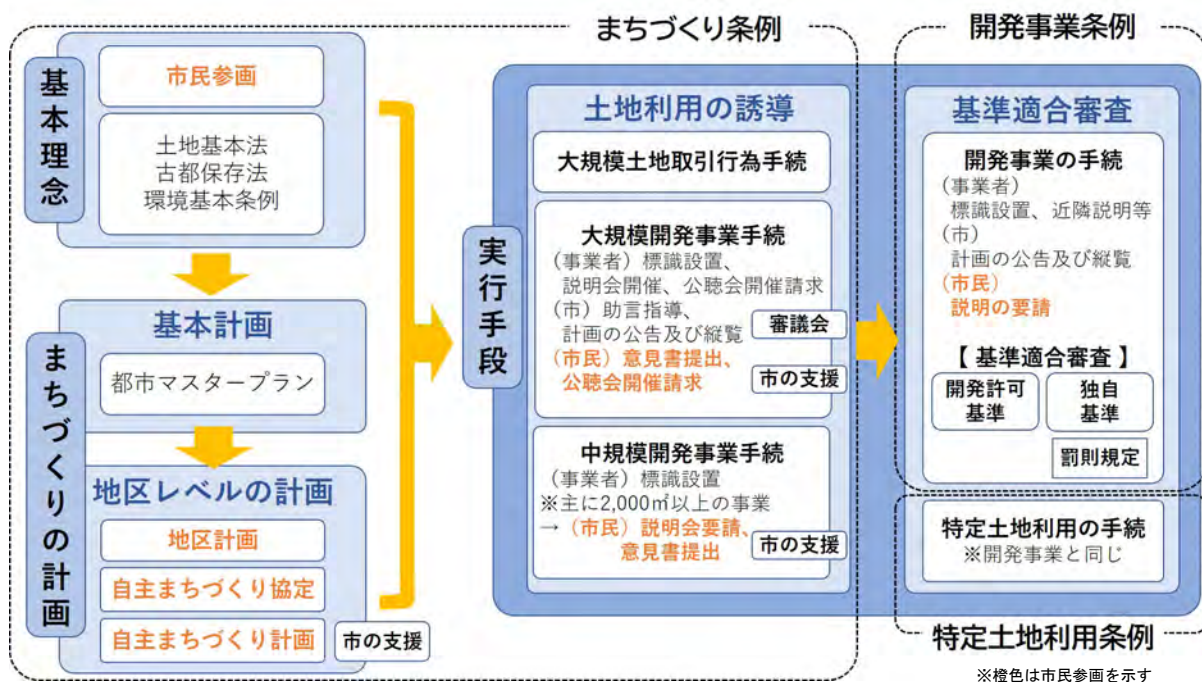 まちづくり条例
開発事業条例
基本理念
市民参画
土地基本法
古都保存法
環境基本条例
まちづくりの計画
基本計画
都市マスタープラン
地区レベルの計画
地区計画
自主まちづくり協定
自主まちづくり計画
市の支援
実行手段
土地利用の誘導
大規模土地取引行為手続
大規模開発事業手続
(事業者)標識設置、
説明会開催、公聴会開催請求
(市)助言指導、
計画の公告及び縦覧
審議会
(市民)意見書提出、
公聴会開催請求
市の支援
中規模開発事業手続
(事業者)標識設置
※主に2,000㎡以上の事業
→(市民)説明会要請、
意見書提出
市の支援
基準適合審査
開発事業の手続
(事業者)
標識設置、近隣説明等
(市)
計画の公告及び縦覧
(市民)
説明の要請
【 基準適合審査 】
開発許可
基準
独自
基準
罰則規定
特定土地利用の手続
※開発事業と同じ
特定土地利用条例
※橙色は市民参画を示す